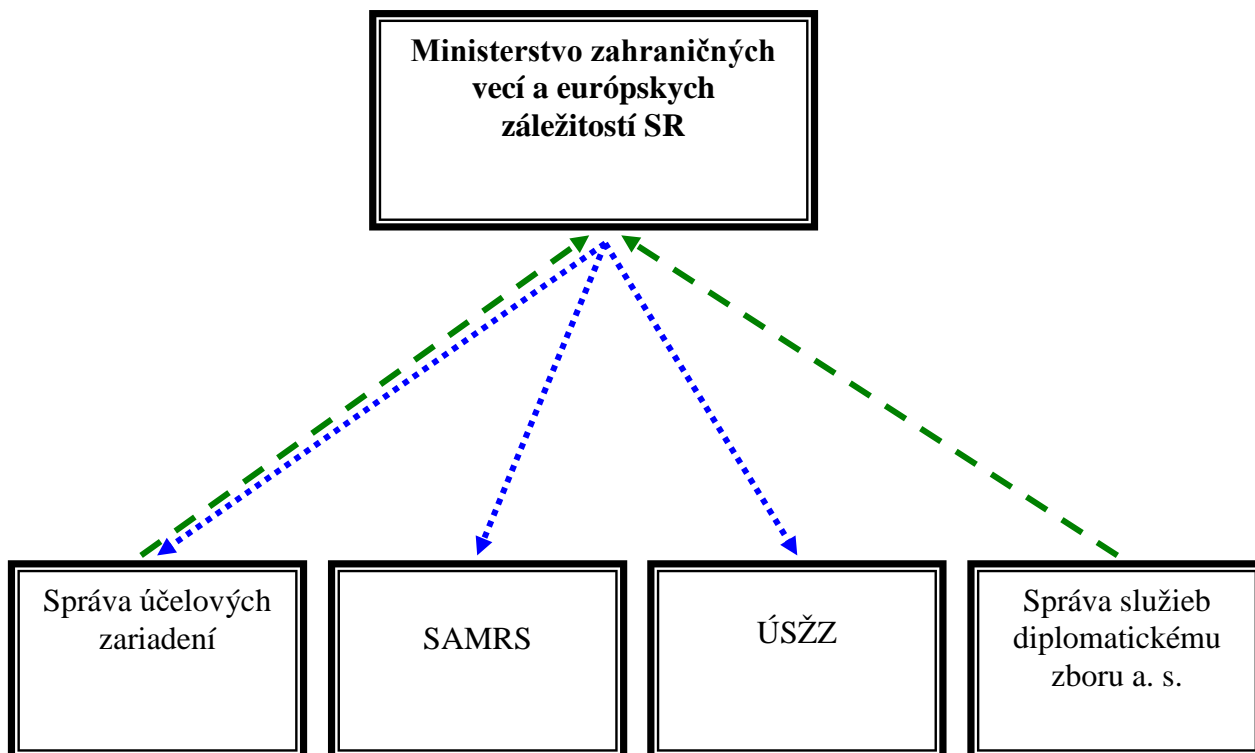 Ministerstvo zahraničných
vecí a európskych
záležitostí SR
Správa účelových
zariadení
SAMRS
ÚSŽZ
Správa služieb
diplomatickému
zboru a. s.